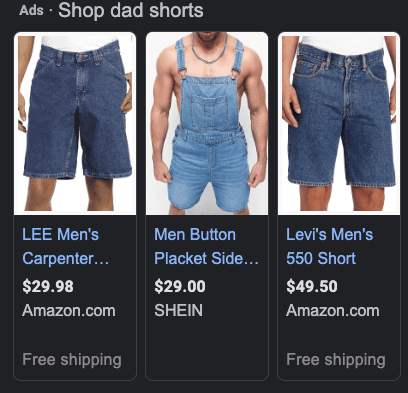 Ads · Shop dad shorts
LEE Men's
Carpenter…
$29.98
Amazon.com
Free shipping
Men Button
Placket Side…
$29.00
SHEIN
Levi's Men's
550 Short
$49.50
Amazon.com
Free shipping